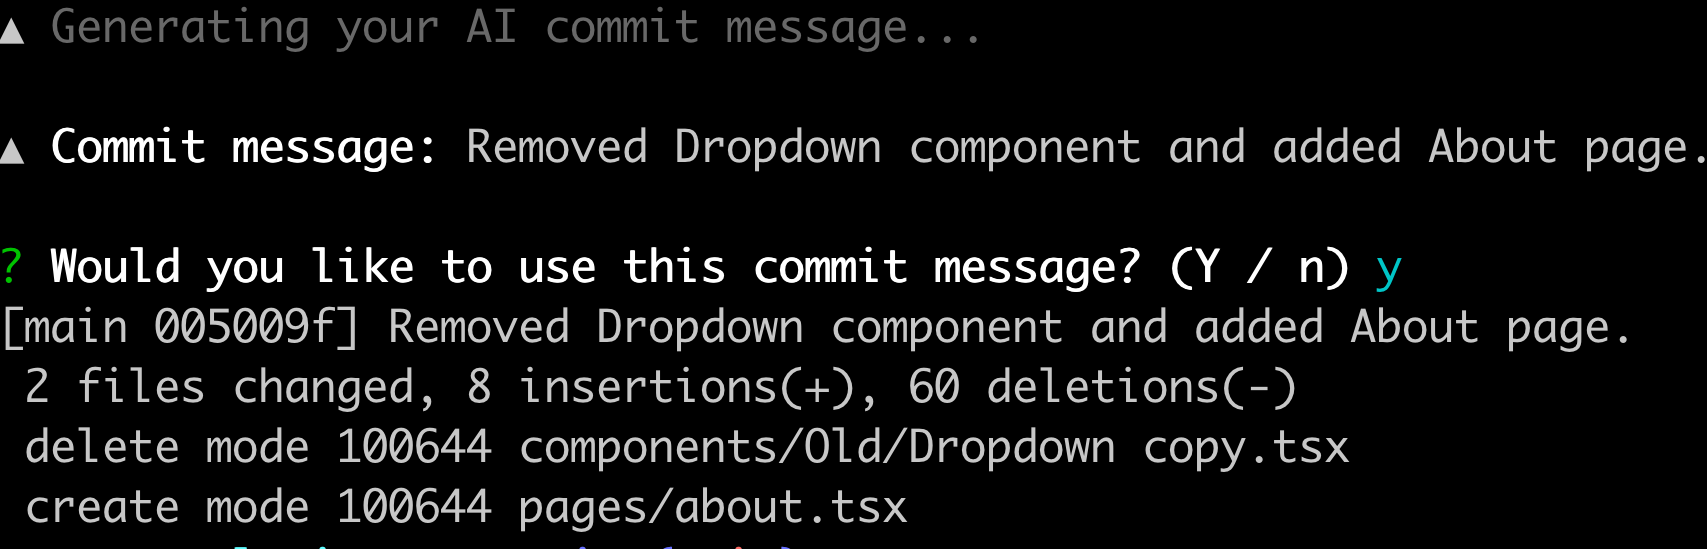 ▲ Generating your AI commit message...
▲ Commit message: Removed Dropdown component and added About page.
? Would you like to use this commit message? (Y / n) y
[main 005009f] Removed Dropdown component and added About page.
2 files changed, 8 insertions(+), 60 deletions(-)
delete mode 100644 components/Old/Dropdown copy.tsx
create mode 100644 pages/about.tsx